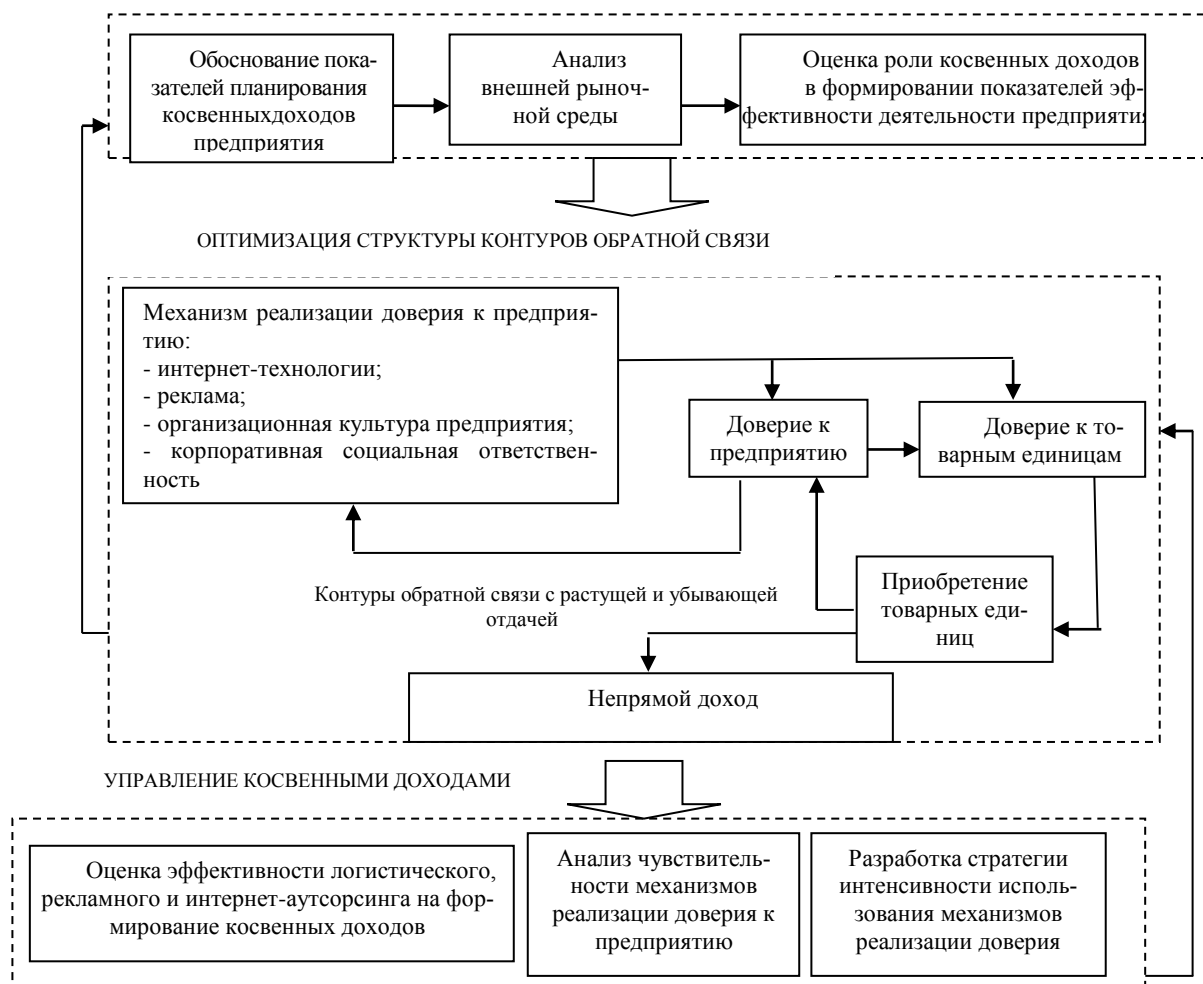 Обоснование пока-
зателей планирования
косвенныхдоходов
предприятия
Анализ
внешней рыноч-
ной среды
Оценка роли косвенных доходов
в формировании показателей эф-
фективности деятельности предприятия
ОПТИМИЗАЦИЯ СТРУКТУРЫ КОНТУРОВ ОБРАТНОЙ СВЯЗИ
Механизм реализации доверия к предприя-
тию:
- интернет-технологии;
- реклама;
- организационная культура предприятия;
- корпоративная социальная ответствен-
ность
Доверие к
предприятию
Доверие к то-
варным единицам
Приобретение
товарных еди-
ниц
Контуры обратной связи с растущей и убывающей
отдачей
Непрямой доход
УПРАВЛЕНИЕ КОСВЕННЫМИ ДОХОДАМИ
Оценка эффективности логистического,
рекламного и интернет-аутсорсинга на фор-
мирование косвенных доходов
Анализ чувствитель-
ности механизмов
реализации доверия к
предприятию
Разработка стратегии
интенсивности исполь-
зования механизмов
реализации доверия